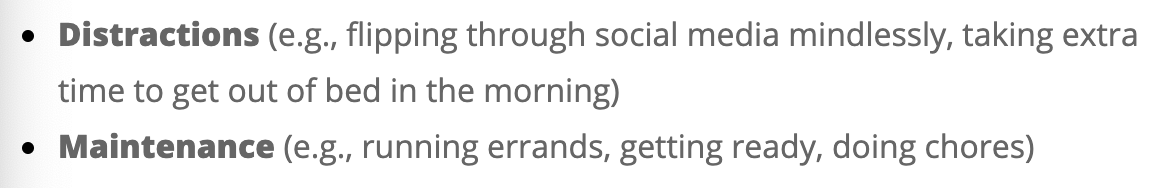 • Distractions (e.g., flipping through social media mindlessly, taking extra
time to get out of bed in the morning)
• Maintenance (e.g., running errands, getting ready, doing chores)